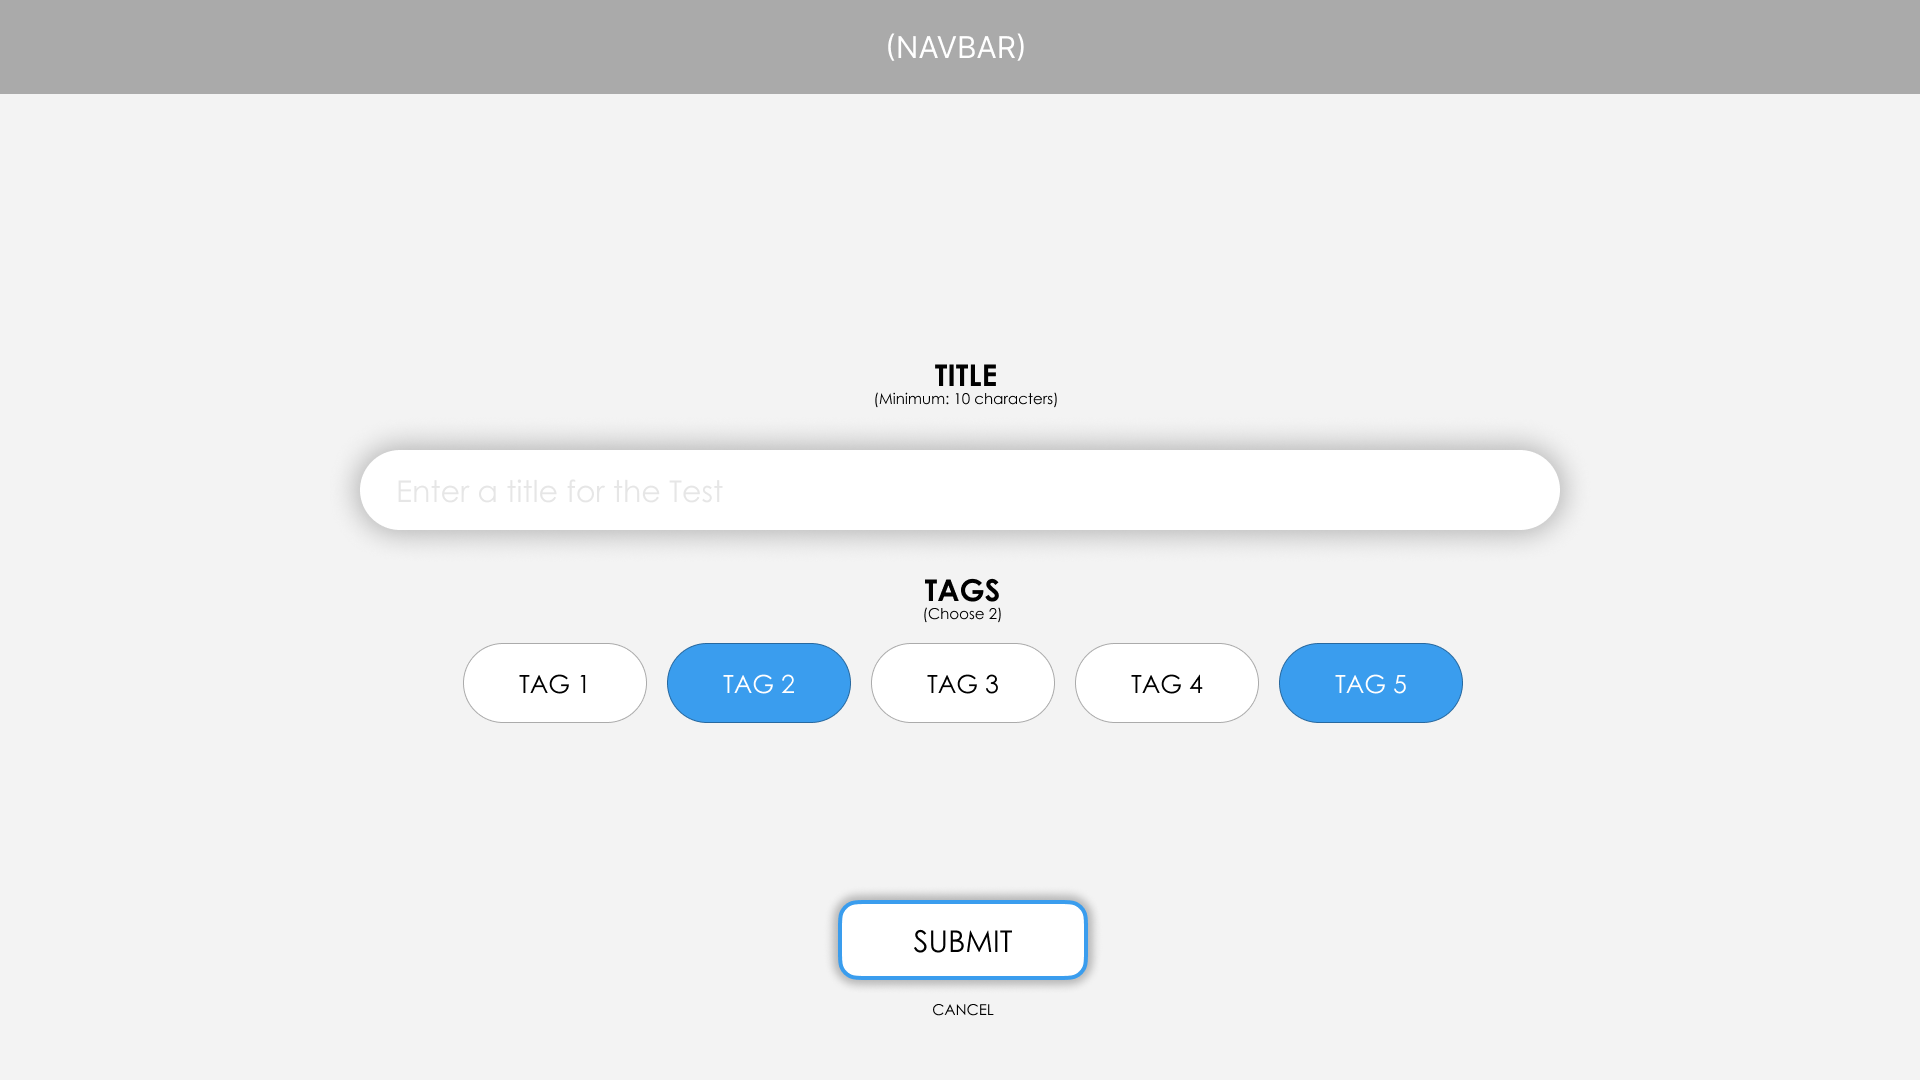 (NAVBAR)
TITLE
(Minimum: 10 characters)
Enter a title for the Test
TAGS
(Choose 2)
TAG 1 TAG 2 TAG 3 TAG 4 TAG 5
SUBMIT
CANCEL